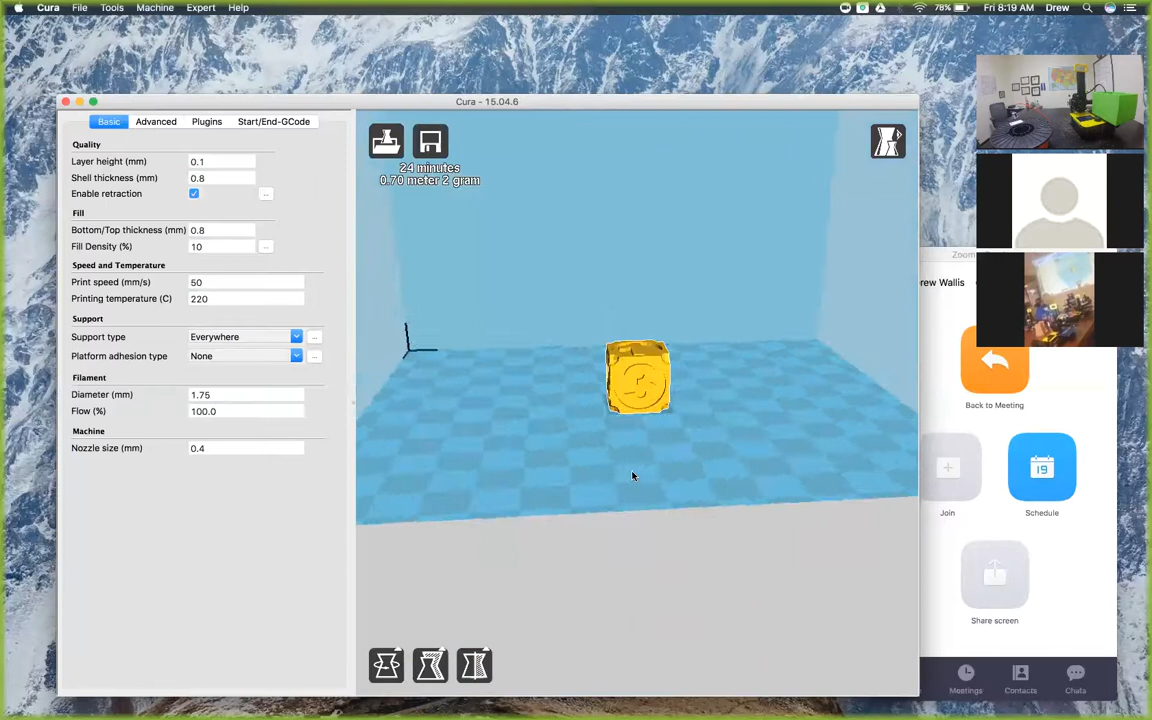 Cura File Tools Machine Expert Help
78% Fri 8:19 AM Drew
Cura - 15.04.6
Basic Advanced Plugins Start/End-GCode
Quality
Layer height (mm) 0.1
Shell thickness (mm) 0.8
Enable retraction ...
Fill
Bottom/Top thickness (mm) 0.8
Fill Density (%) 10 ...
Speed and Temperature
Print speed (mm/s) 50
Printing temperature (C) 220
Support
Support type Everywhere ...
Platform adhesion type None ...
Filament
Diameter (mm) 1.75
Flow (%) 100.0
Machine
Nozzle size (mm) 0.4
24 minutes
0.70 meter 2 gram
Zoom
rew Wallis
Back to Meeting
19
Join Schedule
Share screen
Meetings Contacts Chats